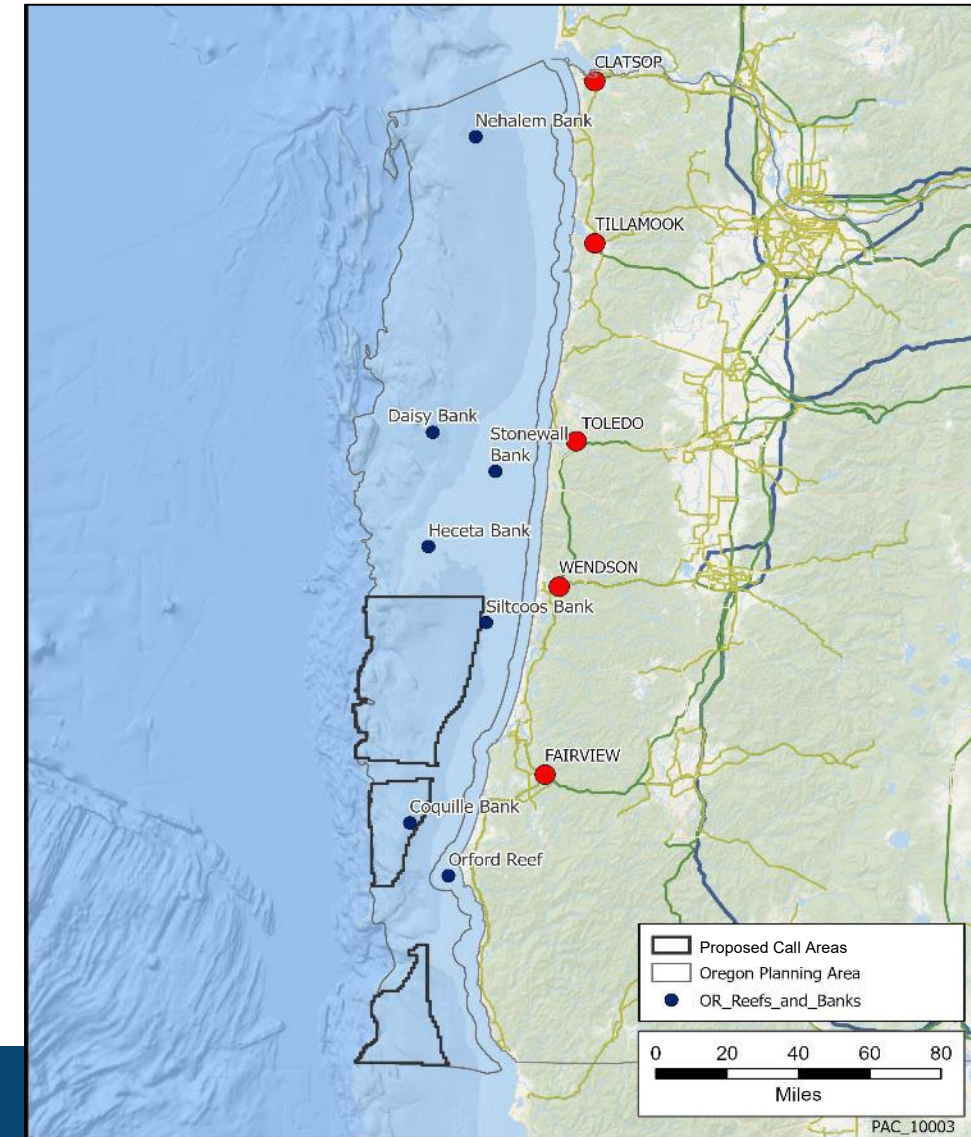 CLATSOP
Nehalem Bank
TILLAMOOK
Daisy Bank
Stonewall
Bank
TOLEDO
Heceta Bank
WENDSON
Siltcoos Bank
FAIRVIEW
Coquille Bank
Orford Reef
Proposed Call Areas
Oregon Planning Area
OR_Reefs_and_Banks
0 20 40 60 80
Miles
PAC_10003